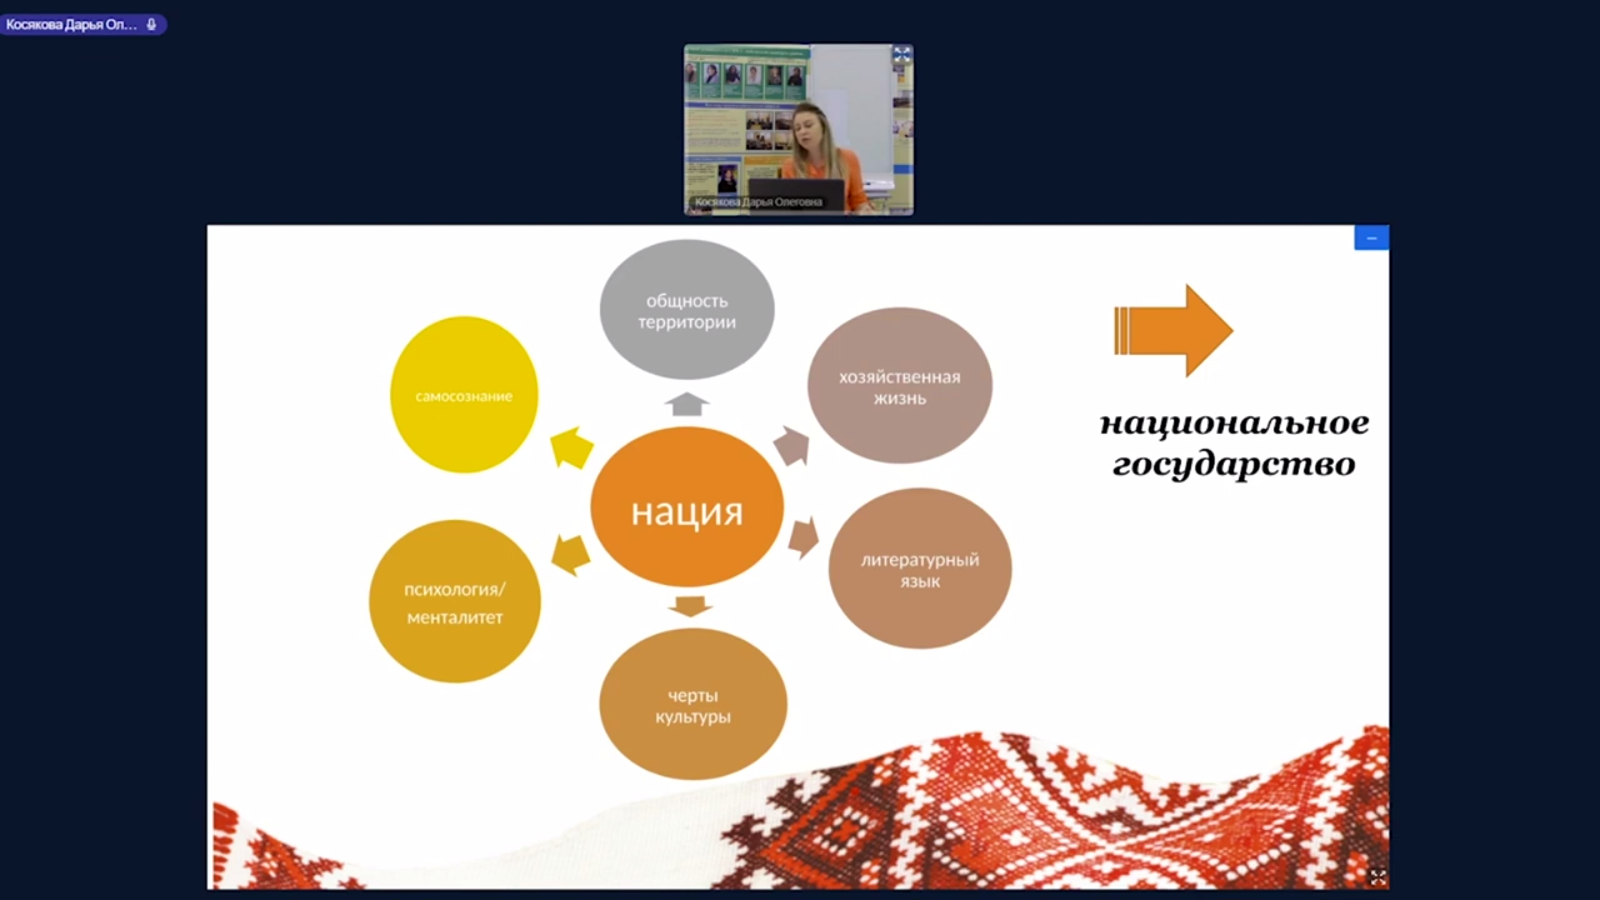 Косякова Дарья Ол...
Косякова Дарья Олеговна
общность
территории
самосознание
хозяйственная
жизнь
национальное
государство
нация
литературный
язык
психология/
менталитет
черты
культуры